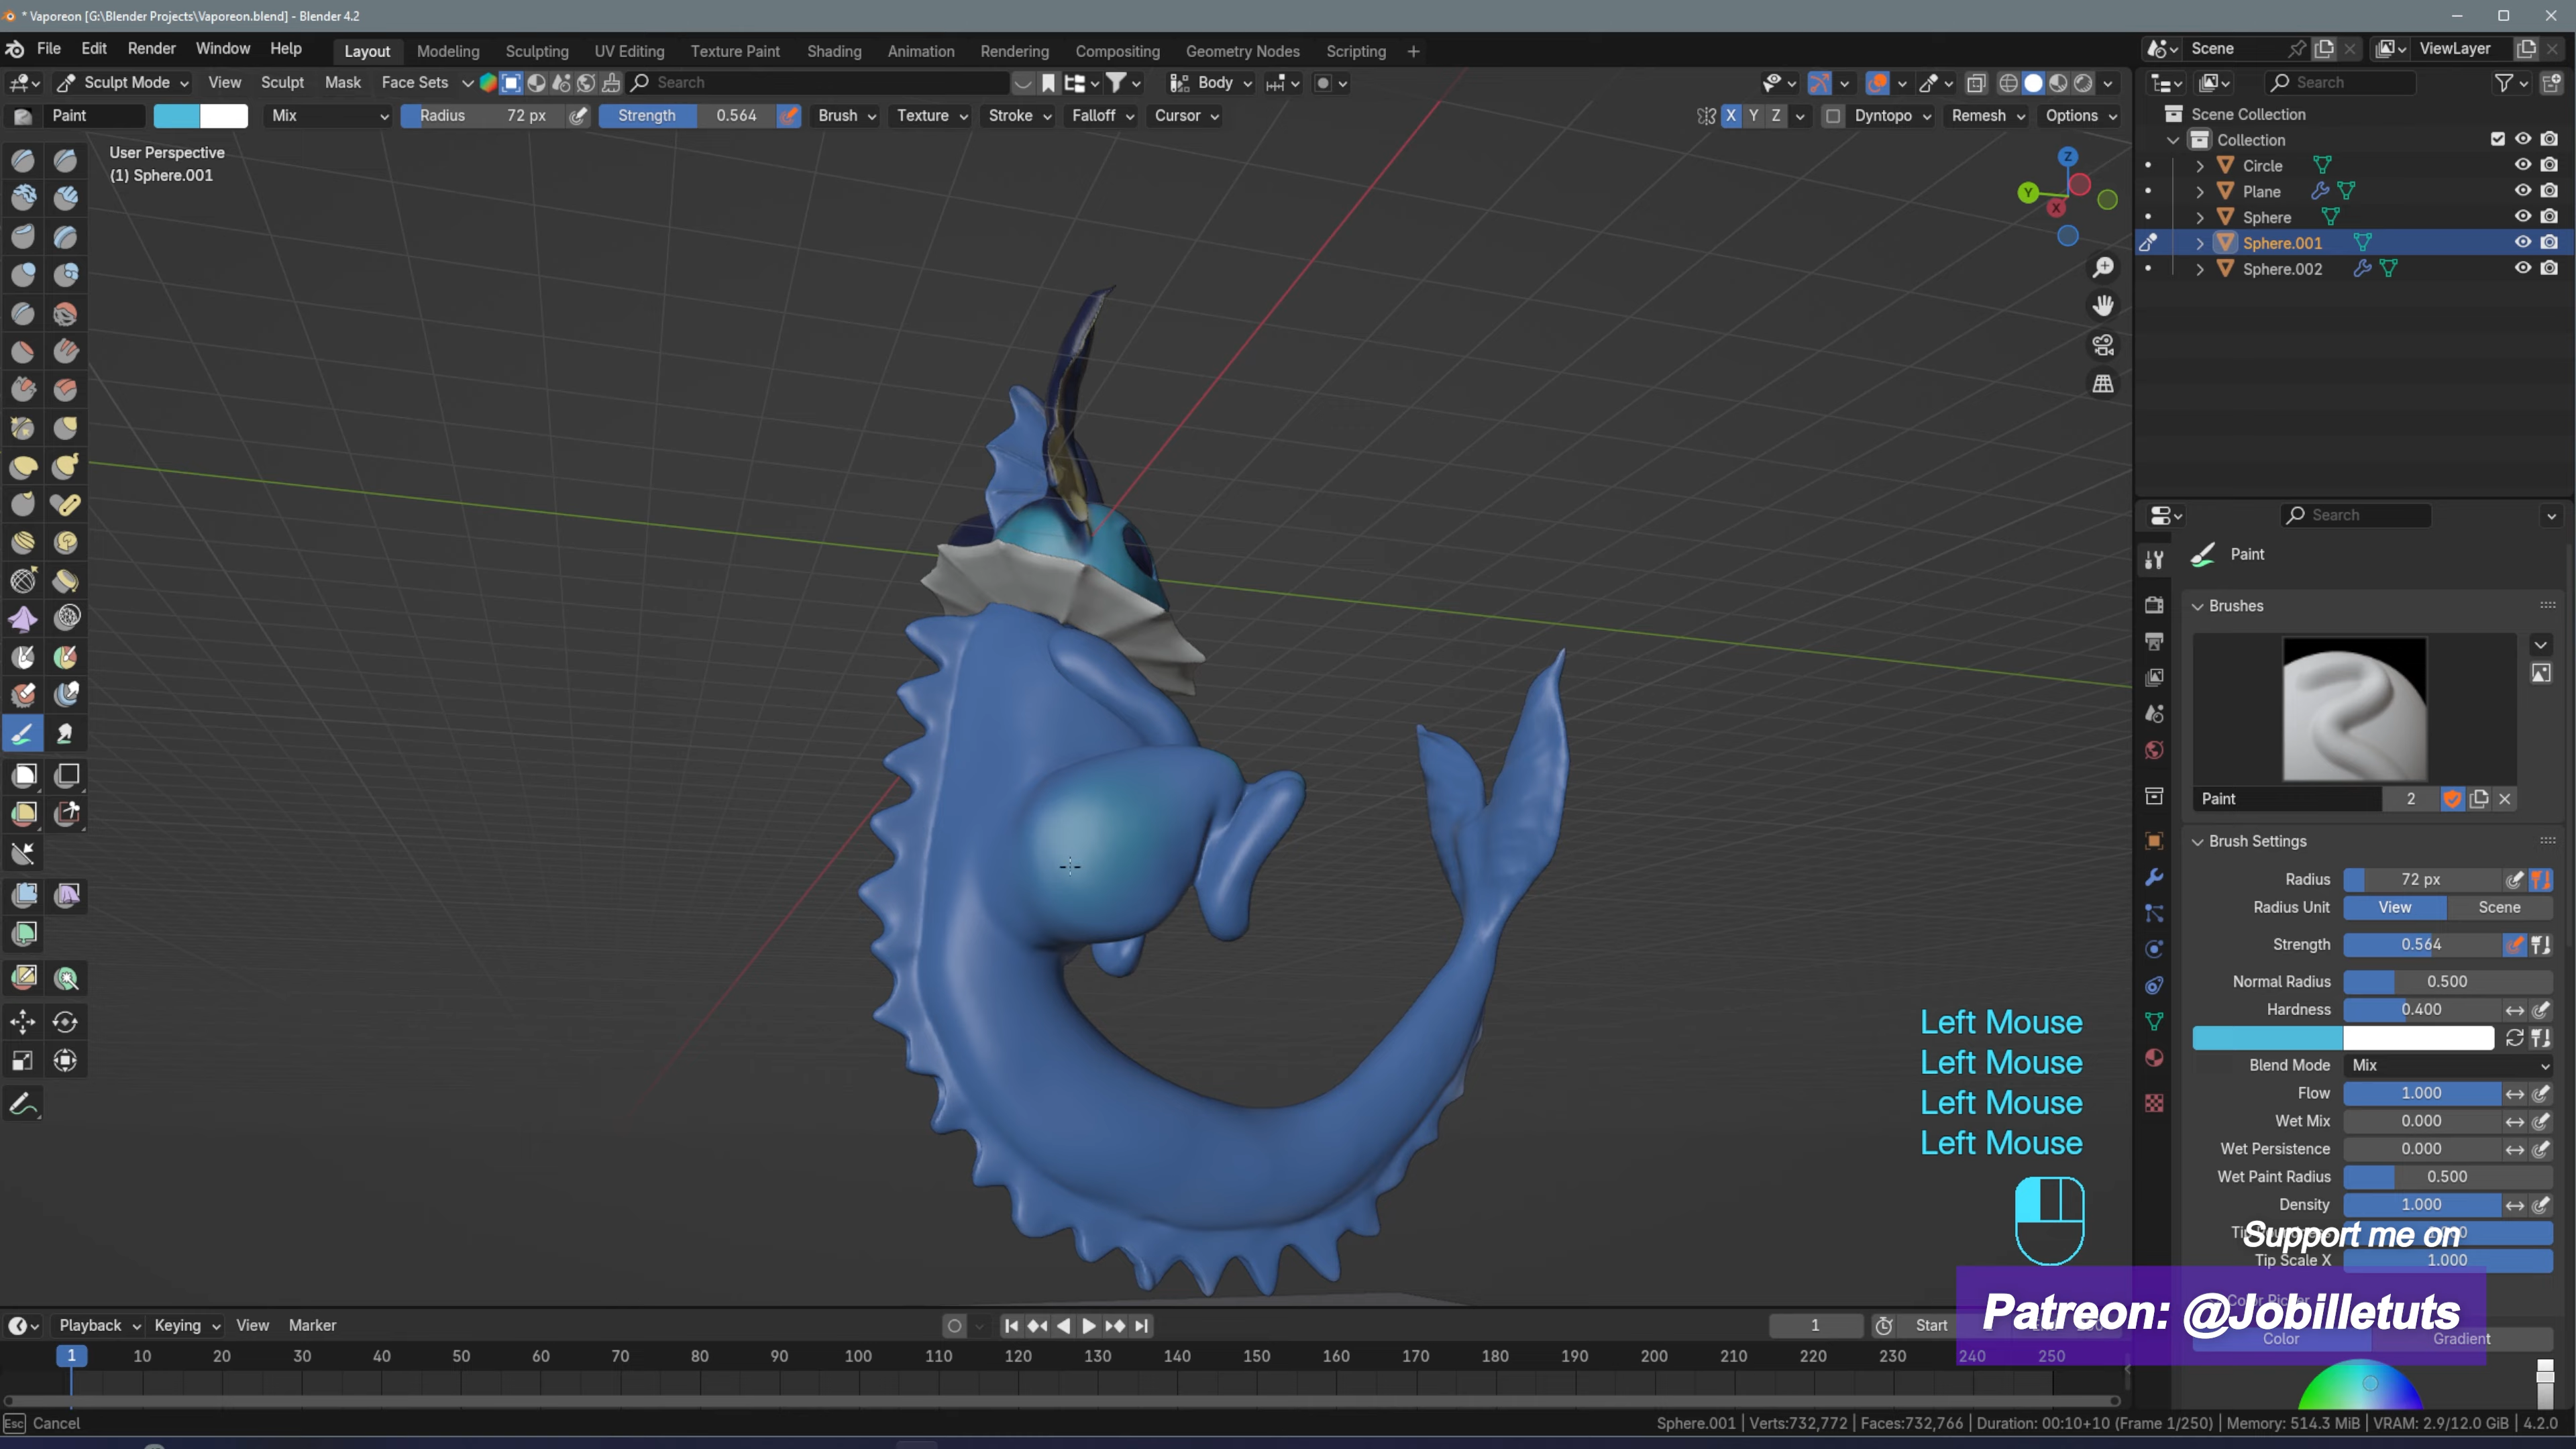 * Vaporeon [G:\Blender Projects\Vaporeon.blend] - Blender 4.2
File Edit Render Window Help Layout Modeling Sculpting UV Editing Texture Paint Shading Animation Rendering Compositing Geometry Nodes Scripting + Scene ViewLayer
Sculpt Mode View Sculpt Mask Face Sets Search Body Search
Paint Mix Radius 72 px Strength 0.564 Brush Texture Stroke Falloff Cursor X Y Z Dyntopo Remesh Options
Scene Collection
Collection
Circle
Plane
Sphere
Sphere.001
Sphere.002
User Perspective
(1) Sphere.001
Z
Y
X
Search
Paint
Brushes
Paint 2
Brush Settings
Radius 72 px
Radius Unit View Scene
Strength 0.564
Normal Radius 0.500
Hardness 0.400
Blend Mode Mix
Flow 1.000
Wet Mix 0.000
Wet Persistence 0.000
Wet Paint Radius 0.500
Density 1.000
Tip Scale X 1.000
Color Picker
Color Gradient
Left Mouse
Left Mouse
Left Mouse
Left Mouse
Support me on
Patreon: @Jobilletuts
Playback Keying View Marker 1 Start
1 10 20 30 40 50 60 70 80 90 100 110 120 130 140 150 160 170 180 190 200 210 220 230 240 250
Esc Cancel
Sphere.001 | Verts:732,772 | Faces:732,766 | Duration: 00:10+10 (Frame 1/250) | Memory: 514.3 MiB | VRAM: 2.9/12.0 GiB | 4.2.0